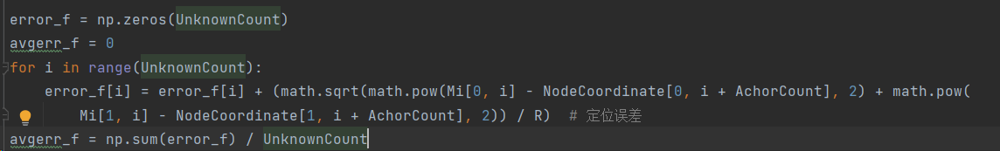 error_f = np.zeros(UnknownCount)
avgerr_f = 0
for i in range(UnknownCount):
    error_f[i] = error_f[i] + (math.sqrt(math.pow(Mi[0, i] - NodeCoordinate[0, i + AchorCount], 2) + math.pow(
        Mi[1, i] - NodeCoordinate[1, i + AchorCount], 2)) / R)  # 定位误差
avgerr_f = np.sum(error_f) / UnknownCount